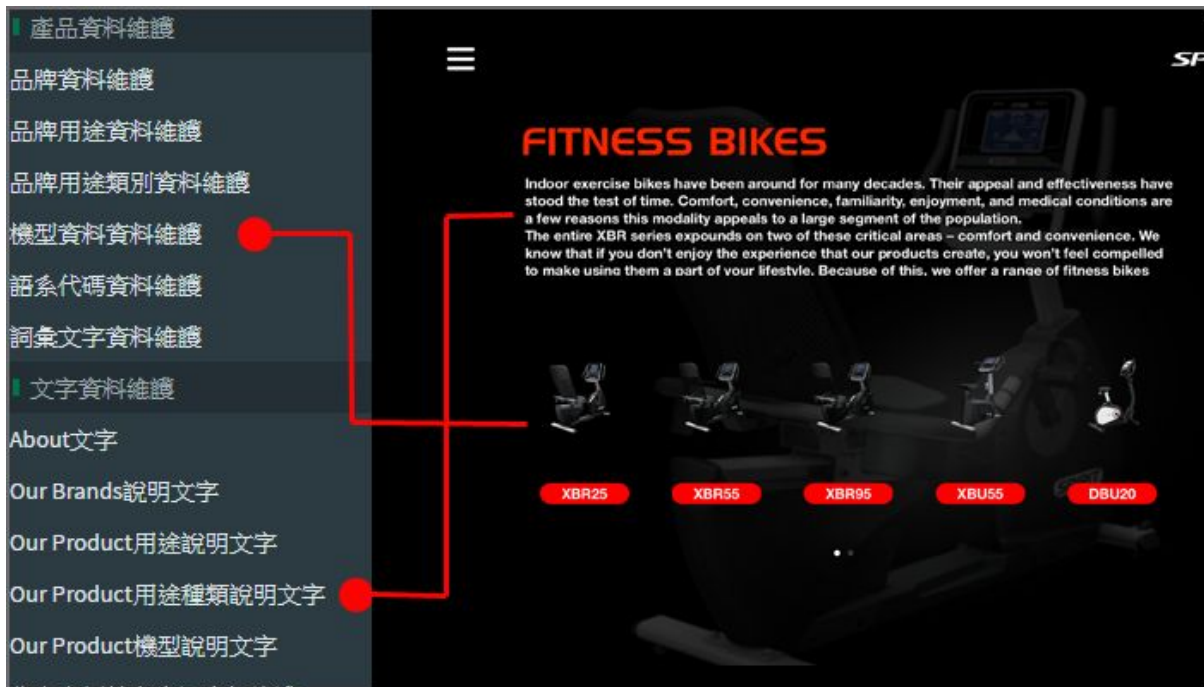 產品資料維護
品牌資料維護
品牌用途資料維護
品牌用途類別資料維護
機型資料資料維護
語系代碼資料維護
詞彙文字資料維護
文字資料維護
About文字
Our Brands說明文字
Our Product用途說明文字
Our Product用途種類說明文字
Our Product機型說明文字
SP
FITNESS BIKES
Indoor exercise bikes have been around for many decades. Their appeal and effectiveness have
stood the test of time. Comfort, convenience, familiarity, enjoyment, and medical conditions are
a few reasons this modality appeals to a large segment of the population.
The entire XBR series expounds on two of these critical areas – comfort and convenience. We
know that if you don't enjoy the experience that our products create, you won't feel compelled
to make using them a part of your lifestyle. Because of this, we offer a range of fitness bikes
XBR25 XBR55 XBR95 XBU55 DBU20